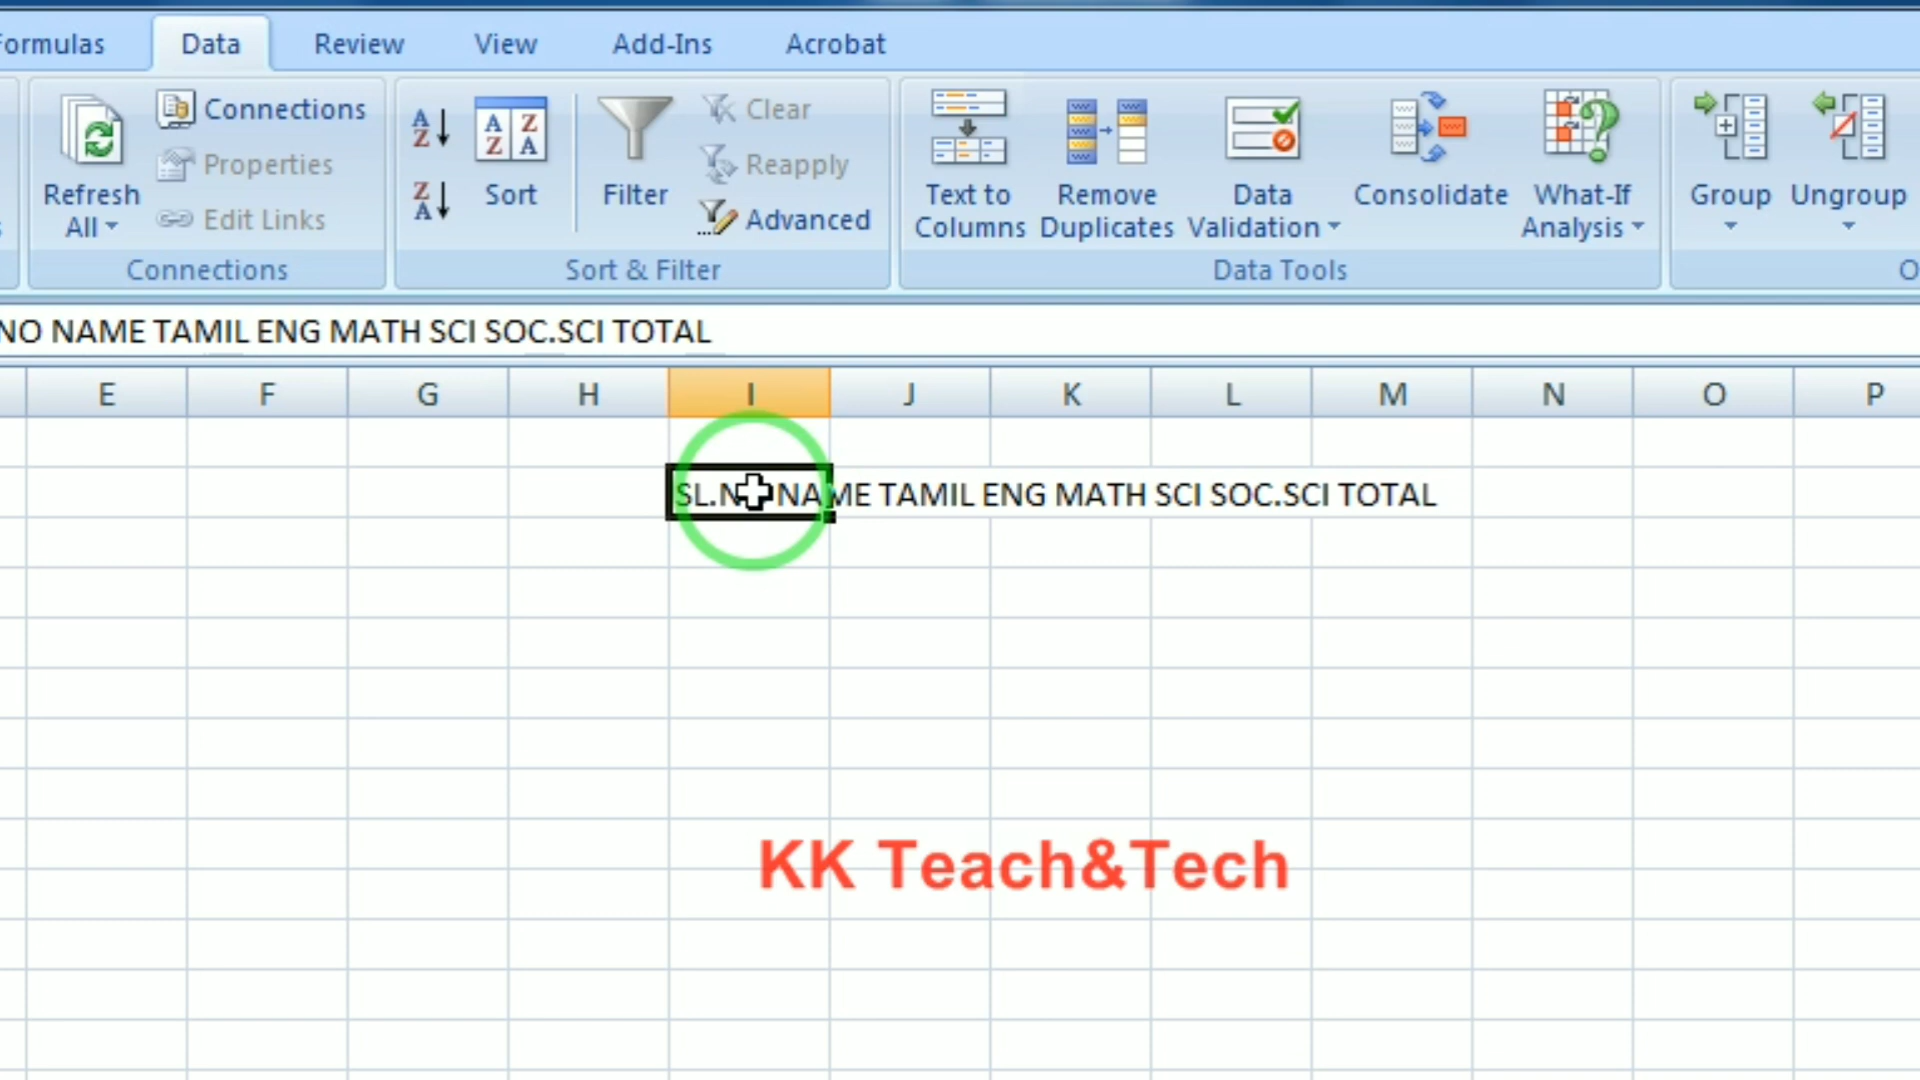 Formulas Data Review View Add-Ins Acrobat
Refresh All Connections Properties Edit Links
Connections
A Z Z A Sort A Z Z A Filter Clear Reapply Advanced
Sort & Filter
Text to Columns Remove Duplicates Data Validation Consolidate What-If Analysis
Data Tools
Group Ungroup
NO NAME TAMIL ENG MATH SCI SOC.SCI TOTAL
E F G H I J K L M N O P
SL.NO NAME TAMIL ENG MATH SCI SOC.SCI TOTAL
KK Teach&Tech